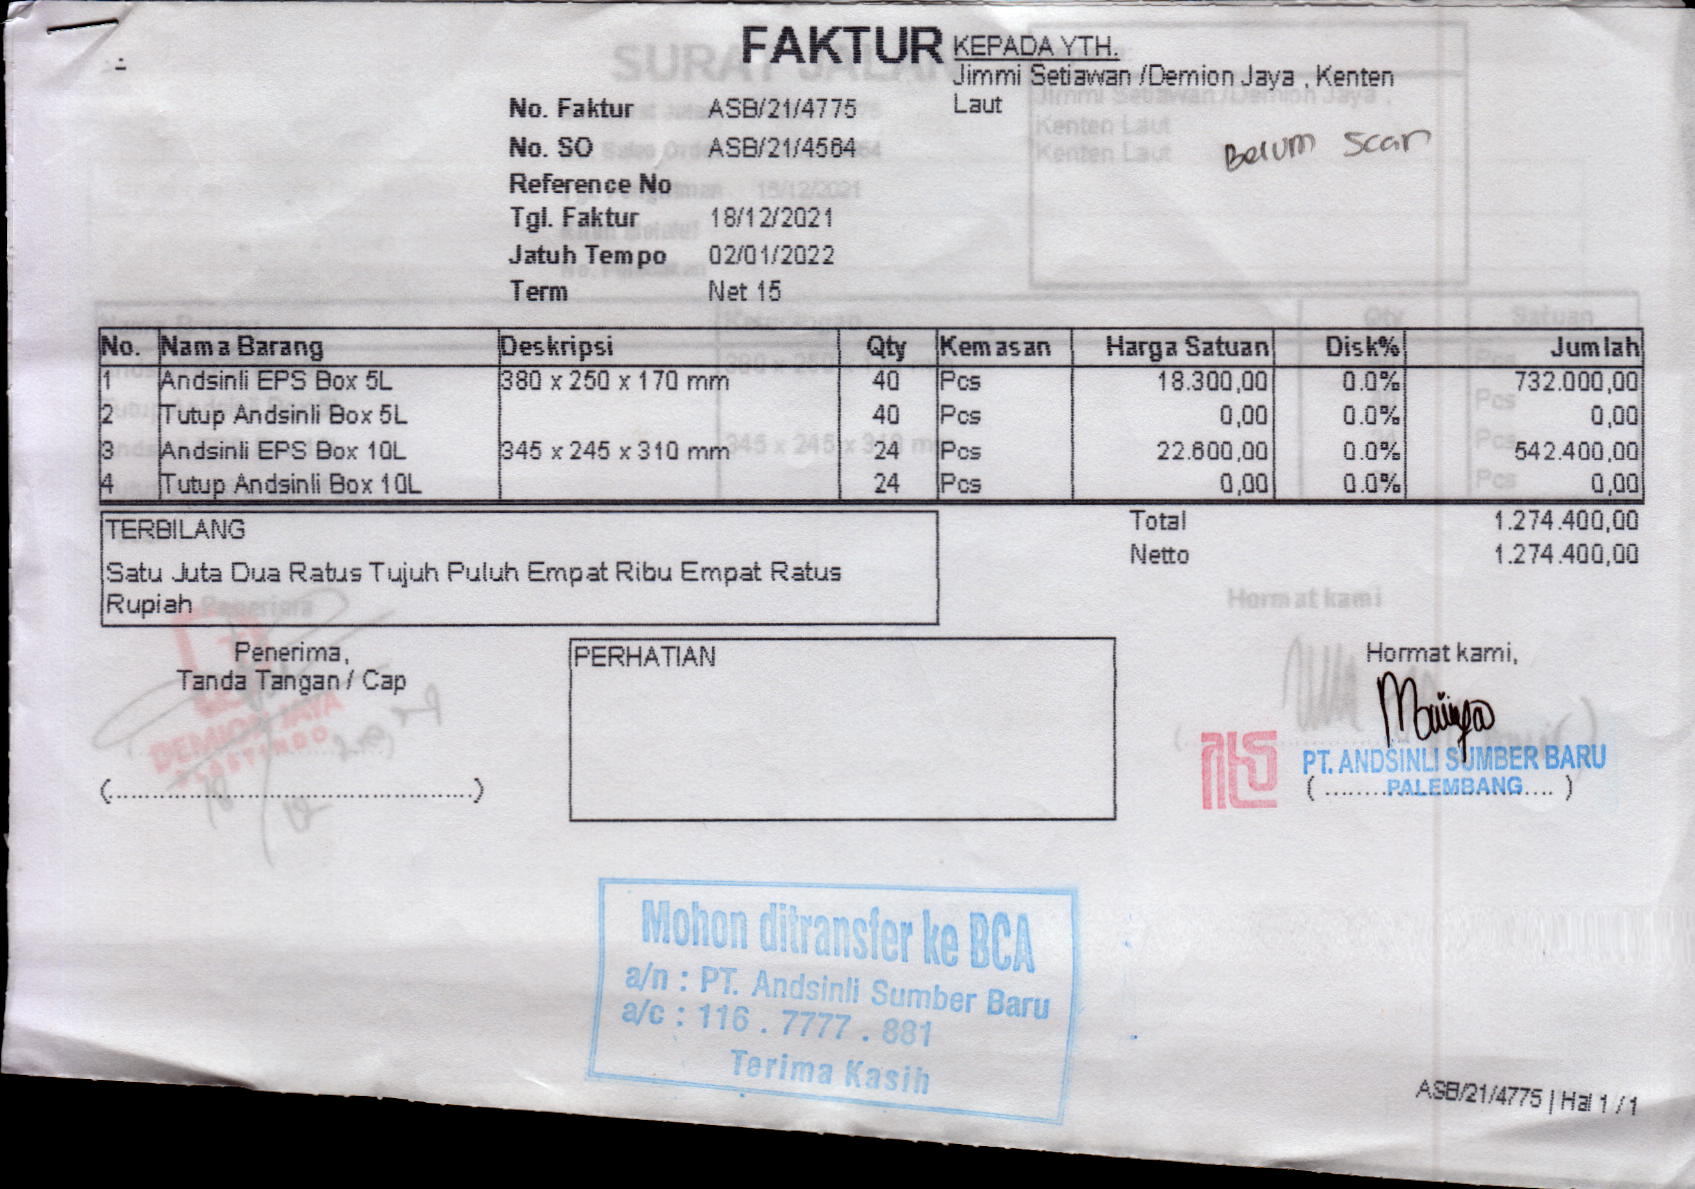 FAKTUR
KEPADA YTH.
Jimmi Setiawan /Demion Jaya , Kenten
Laut
No. Faktur ASB/21/4775
No. SO ASB/21/4564
Reference No
Tgl. Faktur 18/12/2021
Jatuh Tempo 02/01/2022
Term Net 15
Belum Scan
No. Nama Barang Deskripsi Qty Kemasan Harga Satuan Disk% Jumlah
1 Andsinli EPS Box 5L 380 x 250 x 170 mm 40 Pcs 18.300,00 0.0% 732.000,00
2 Tutup Andsinli Box 5L 40 Pcs 0,00 0.0% 0,00
3 Andsinli EPS Box 10L 345 x 245 x 310 mm 24 Pcs 22.600,00 0.0% 542.400,00
4 Tutup Andsinli Box 10L 24 Pcs 0,00 0.0% 0,00
Total 1.274.400,00
Netto 1.274.400,00
TERBILANG
Satu Juta Dua Ratus Tujuh Puluh Empat Ribu Empat Ratus
Rupiah
Penerima,
Tanda Tangan / Cap
(................................................)
PERHATIAN
Hormat kami,
PT. ANDSINLI SUMBER BARU
( ........PALEMBANG.... )
Mohon ditransfer ke BCA
a/n : PT. Andsinli Sumber Baru
a/c : 116 . 7777 . 881
Terima Kasih
ASB/21/4775 | Hal 1 / 1